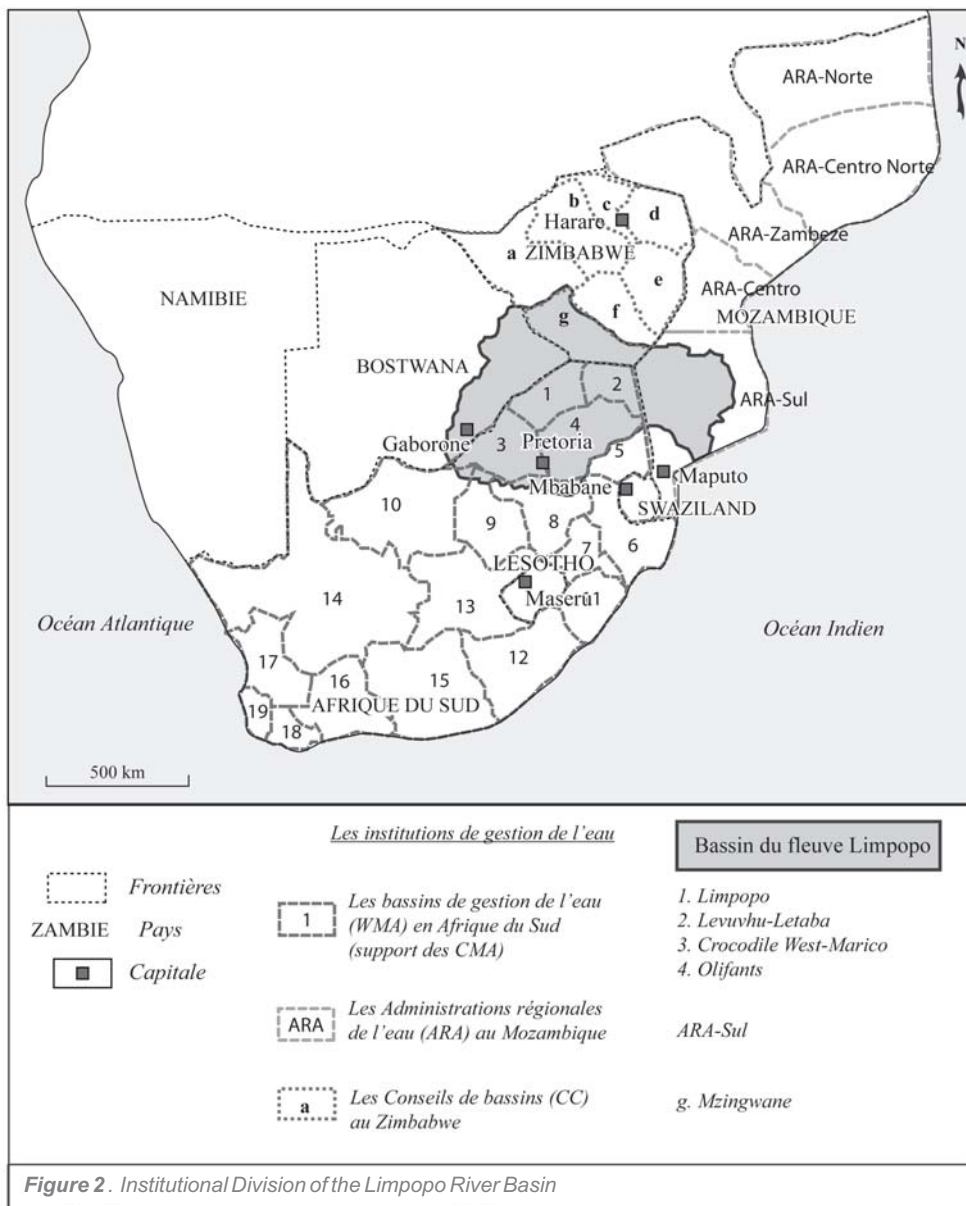 N
ARA-Norte
ARA-Centro Norte
b
c
d
Harare
ARA-Zambeze
a
ZIMBABWE
e
ARA-Centro
NAMIBIE
f
MOZAMBIQUE
g
BOSTWANA
1
2
ARA-Sul
4
Gaborone
3
Pretoria
5
Maputo
Mbabane
SWAZILAND
10
9
8
6
7
LESOTHO
14
13
Maseru
11
Océan Atlantique
Océan Indien
12
17
16
15
19
AFRIQUE DU SUD
18
500 km
Les institutions de gestion de l'eau
Bassin du fleuve Limpopo
Frontières
ZAMBIE Pays
Capitale
1
Les bassins de gestion de l'eau
(WMA) en Afrique du Sud
(support des CMA)
1. Limpopo
2. Levuvhu-Letaba
3. Crocodile West-Marico
4. Olifants
ARA
Les Administrations régionales
de l'eau (ARA) au Mozambique
ARA-Sul
a
Les Conseils de bassins (CC)
au Zimbabwe
g. Mzingwane
Figure 2 . Institutional Division of the Limpopo River Basin